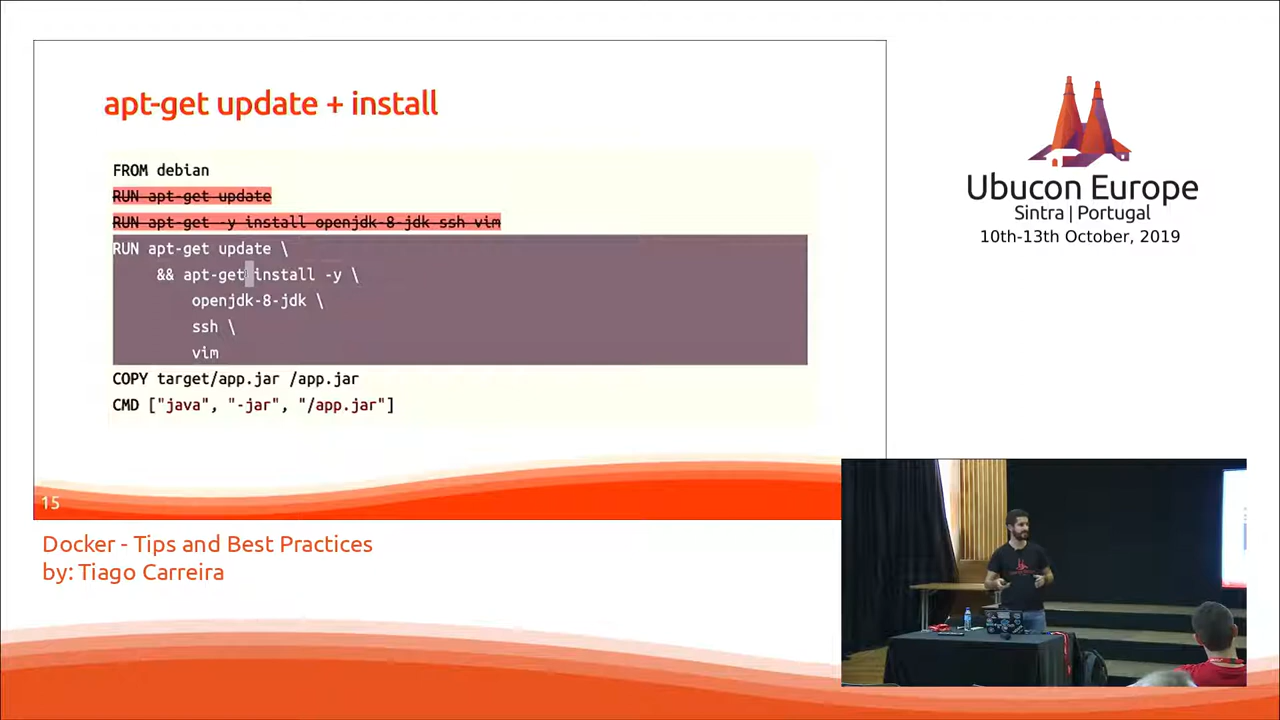 apt-get update + install
FROM debian
RUN apt-get update
RUN apt-get -y install openjdk-8-jdk ssh vim
RUN apt-get update \
&& apt-get install -y \
openjdk-8-jdk \
ssh \
vim
COPY target/app.jar /app.jar
CMD ["java", "-jar", "/app.jar"]
15
Docker - Tips and Best Practices
by: Tiago Carreira
Ubucon Europe
Sintra | Portugal
10th-13th October, 2019